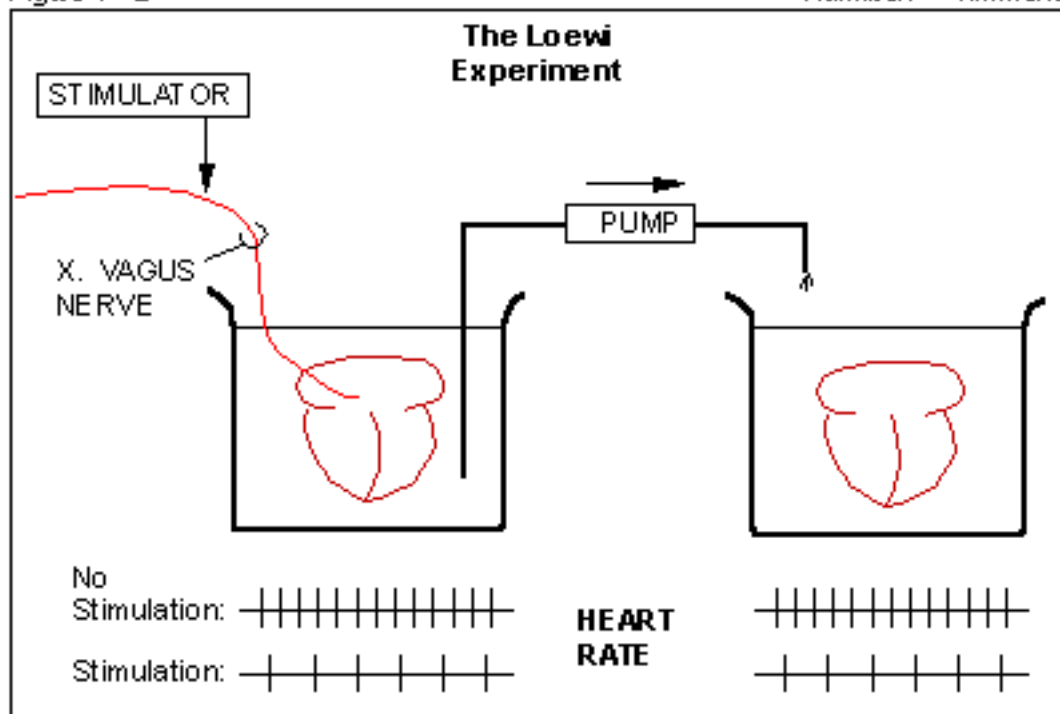 The Loewi
Experiment
STIMULATOR
PUMP
X. VAGUS
NERVE
No
Stimulation:
HEART
RATE
Stimulation: